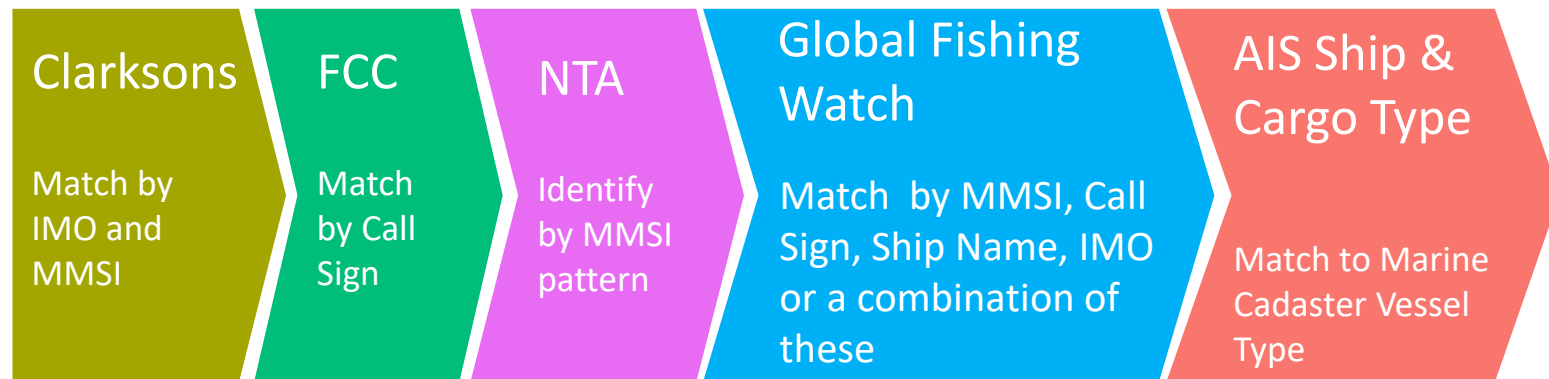 Clarksons
Match by
IMO and
MMSI
FCC
Match
by Call
Sign
NTA
Identify
by MMSI
pattern
Global Fishing
Watch
Match  by MMSI, Call
Sign, Ship Name, IMO
or a combination of
these
AIS Ship &
Cargo Type
Match to Marine
Cadaster Vessel
Type